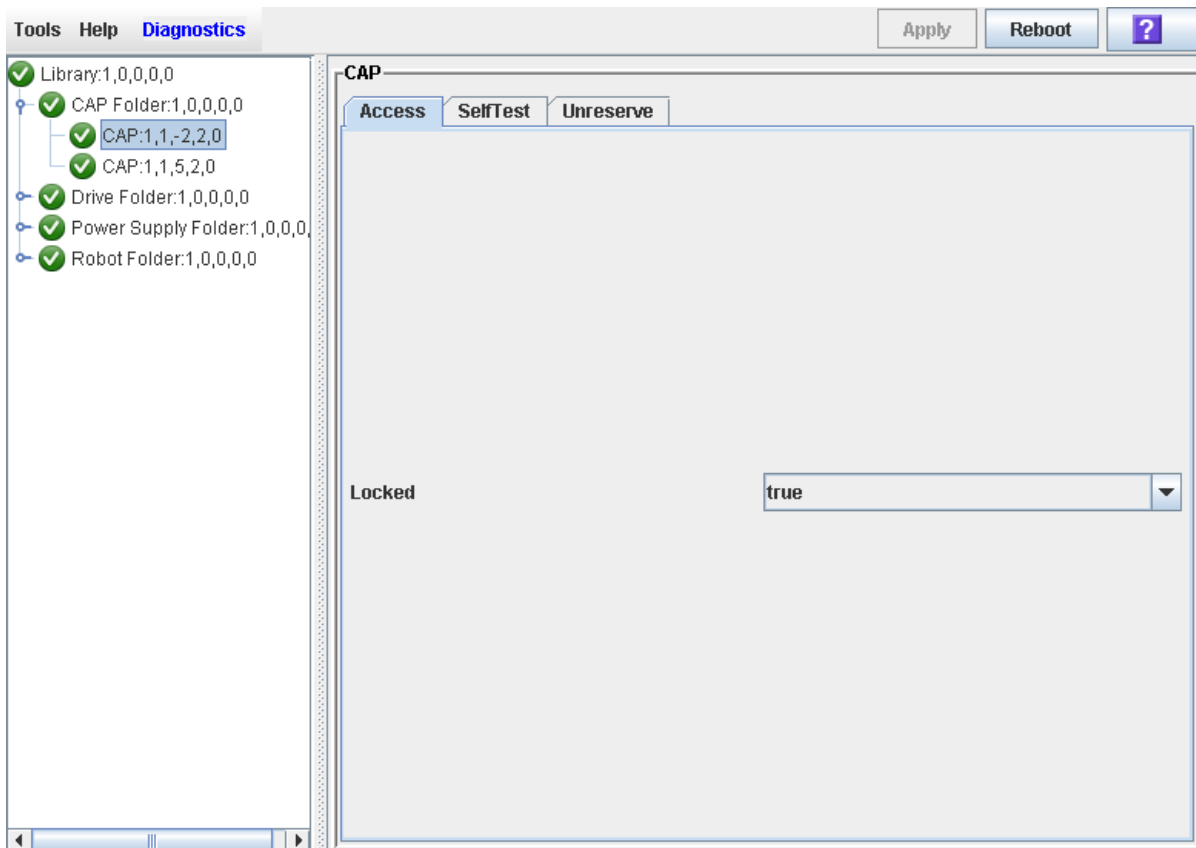 Tools Help Diagnostics Apply Reboot ?
Library:1,0,0,0,0
CAP Folder:1,0,0,0,0
CAP:1,1,-2,2,0
CAP:1,1,5,2,0
Drive Folder:1,0,0,0,0
Power Supply Folder:1,0,0,0,
Robot Folder:1,0,0,0,0
CAP
Access SelfTest Unreserve
Locked true